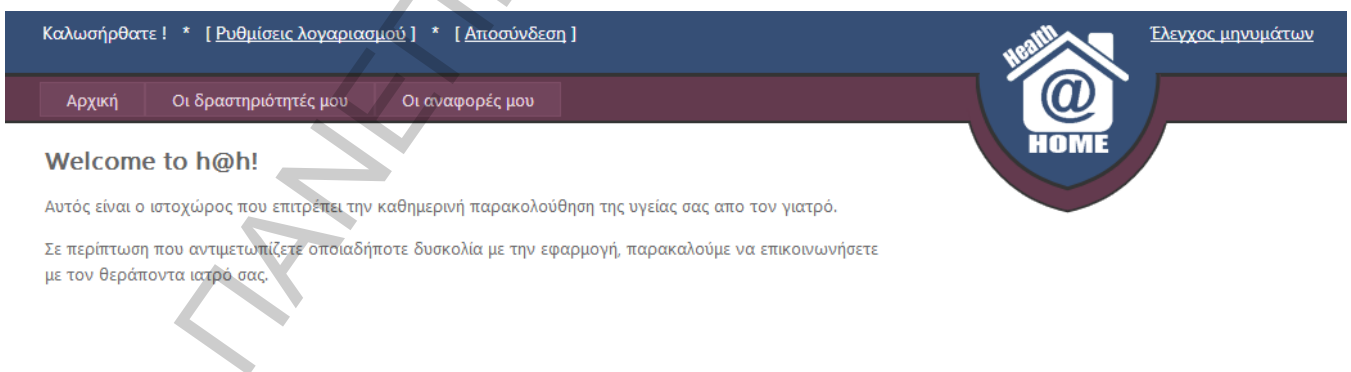 Καλωσήρθατε ! * [ Ρυθμίσεις λογαριασμού ] * [ Αποσύνδεση ]
Έλεγχος μηνυμάτων
Health
@
HOME
Αρχική Οι δραστηριότητές μου Οι αναφορές μου
Welcome to h@h!
Αυτός είναι ο ιστοχώρος που επιτρέπει την καθημερινή παρακολούθηση της υγείας σας απο τον γιατρό.
Σε περίπτωση που αντιμετωπίζετε οποιαδήποτε δυσκολία με την εφαρμογή, παρακαλούμε να επικοινωνήσετε
με τον θεράποντα ιατρό σας.